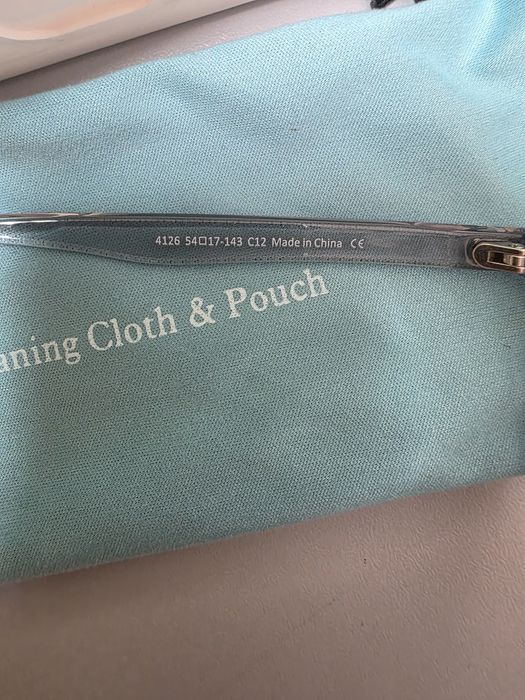 4126 54□17-143 C12 Made in China CE
aning Cloth & Pouch